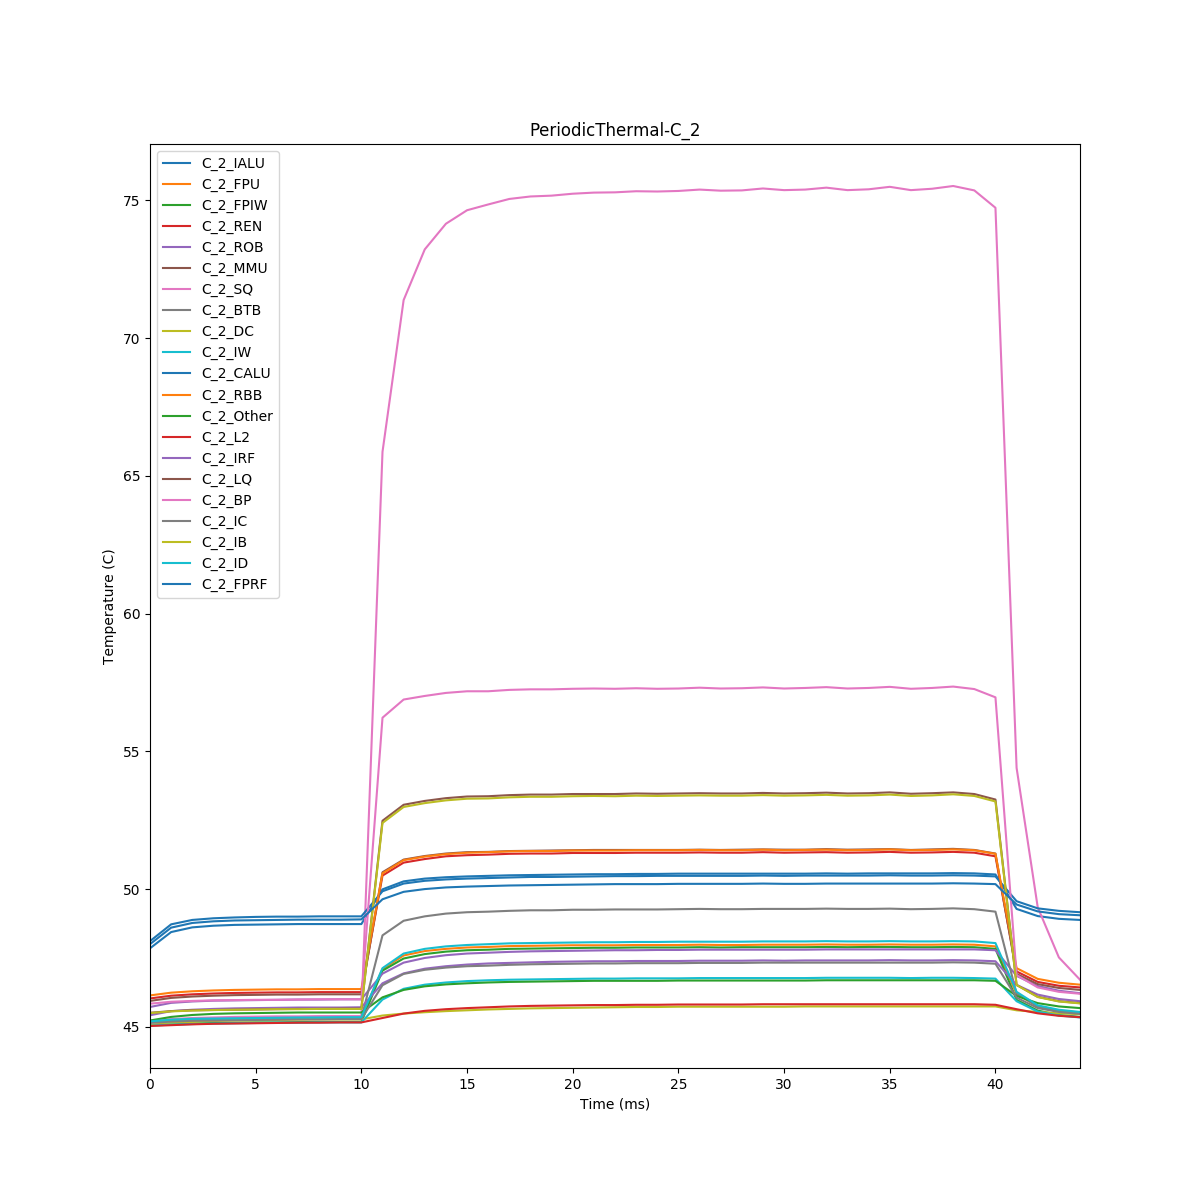 PeriodicThermal-C_2
C_2_IALU
C_2_FPU
C_2_FPIW
C_2_REN
C_2_ROB
C_2_MMU
C_2_SQ
C_2_BTB
C_2_DC
C_2_IW
C_2_CALU
C_2_RBB
C_2_Other
C_2_L2
C_2_IRF
C_2_LQ
C_2_BP
C_2_IC
C_2_IB
C_2_ID
C_2_FPRF
75
70
65
60
55
50
45
Temperature (C)
0 5 10 15 20 25 30 35 40
Time (ms)